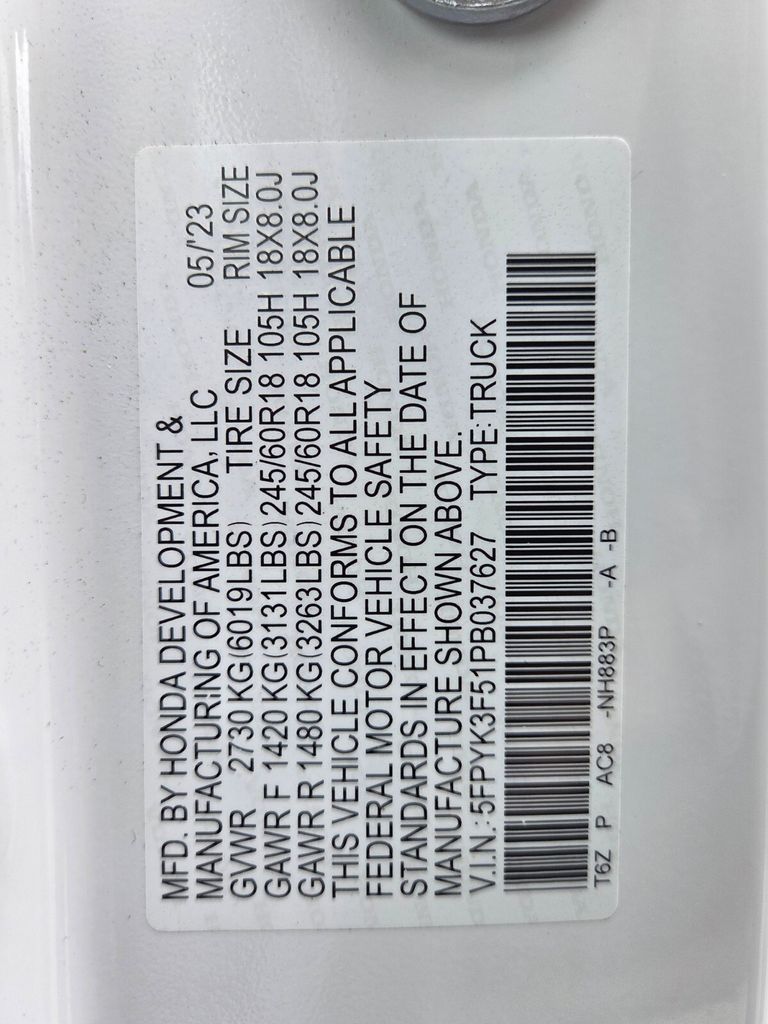 MFD. BY HONDA DEVELOPMENT &
MANUFACTURING OF AMERICA, LLC 05/'23
GVWR 2730 KG(6019LBS) TIRE SIZE RIM SIZE
GAWR F 1420 KG(3131LBS)245/60R18 105H 18X8.0J
GAWR R 1480 KG(3263LBS)245/60R18 105H 18X8.0J
THIS VEHICLE CONFORMS TO ALL APPLICABLE
FEDERAL MOTOR VEHICLE SAFETY
STANDARDS IN EFFECT ON THE DATE OF
MANUFACTURE SHOWN ABOVE.
V.I.N.: 5FPYK3F51PB037627 TYPE:TRUCK
T6Z P AC8 -NH883P -A -B